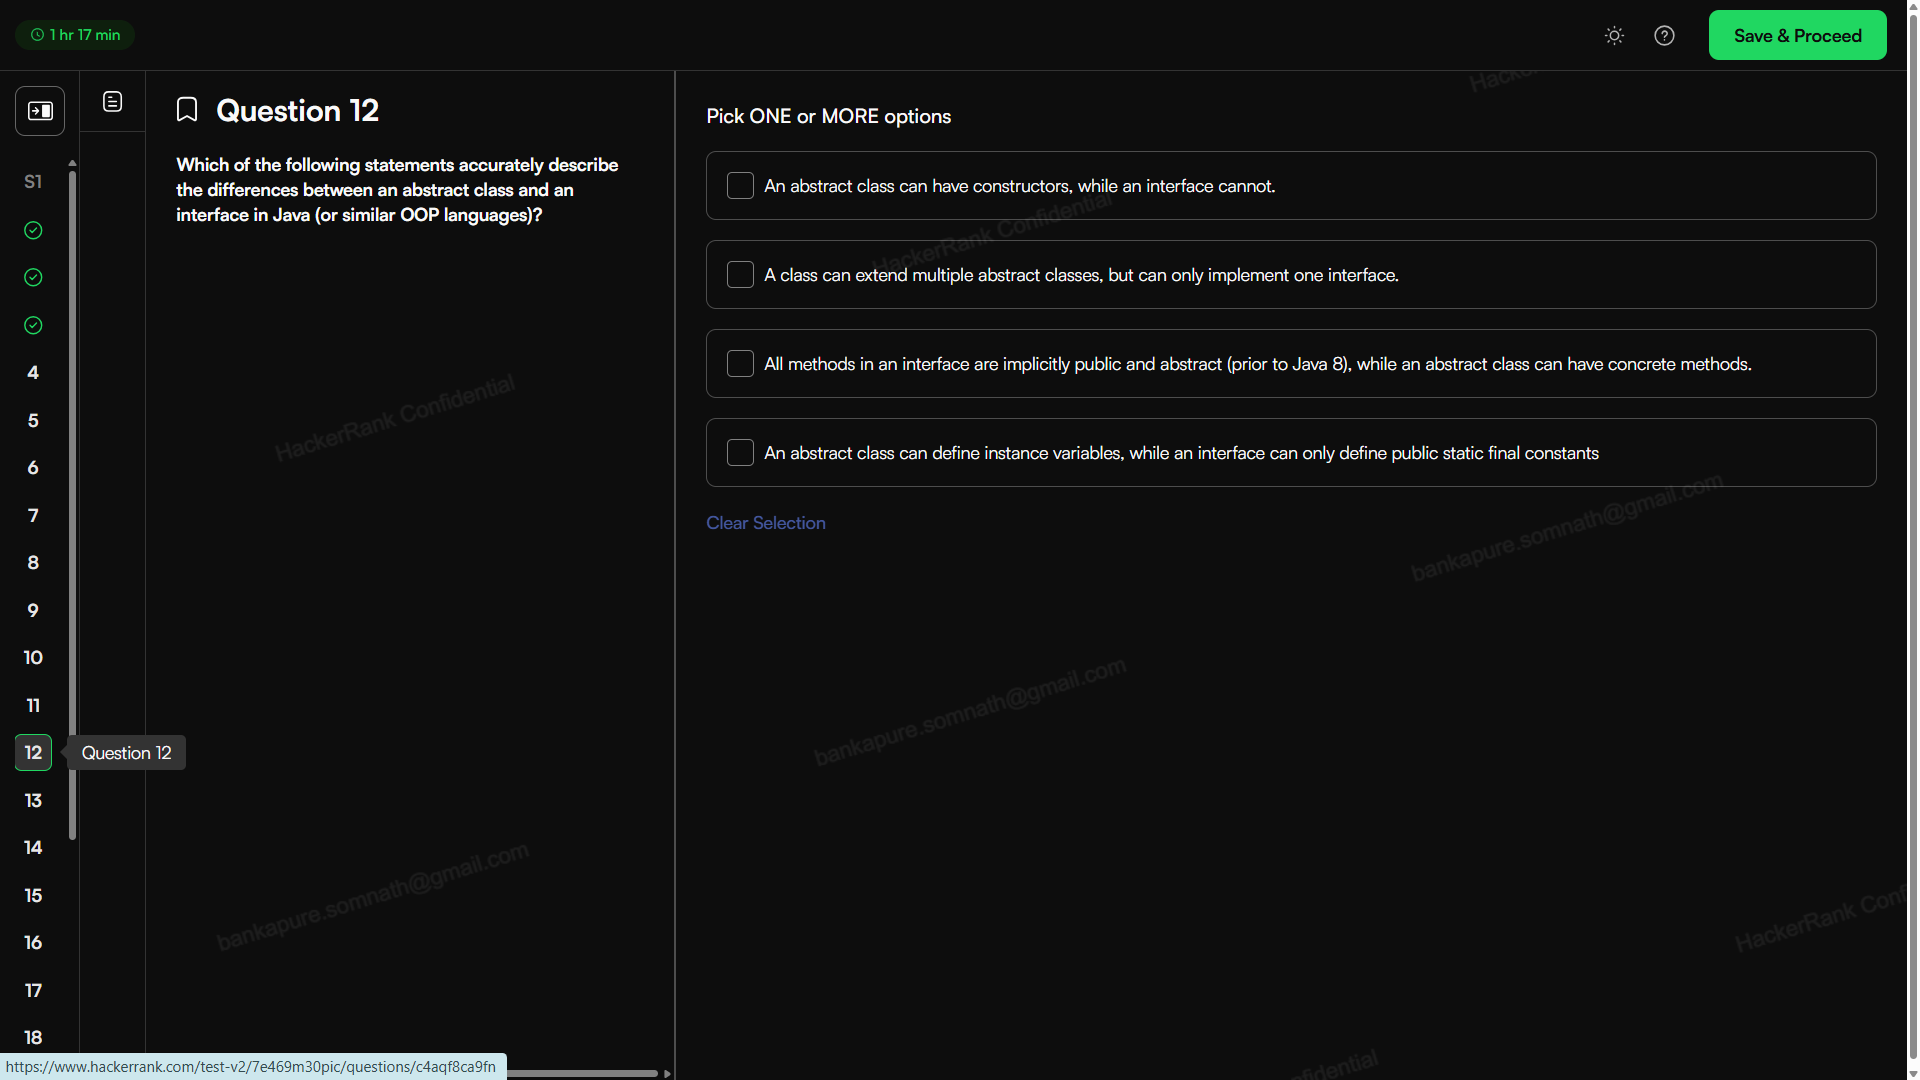 1 hr 17 min
Save & Proceed
S1
4
5
6
7
8
9
10
11
12
13
14
15
16
17
18
Question 12
Question 12
Which of the following statements accurately describe
the differences between an abstract class and an
interface in Java (or similar OOP languages)?
Pick ONE or MORE options
An abstract class can have constructors, while an interface cannot.
A class can extend multiple abstract classes, but can only implement one interface.
All methods in an interface are implicitly public and abstract (prior to Java 8), while an abstract class can have concrete methods.
An abstract class can define instance variables, while an interface can only define public static final constants
Clear Selection
HackerRank Confidential
HackerRank Confidential
bankapure.somnath@gmail.com
bankapure.somnath@gmail.com
bankapure.somnath@gmail.com
https://www.hackerrank.com/test-v2/7e469m30pic/questions/c4aqf8ca9fn